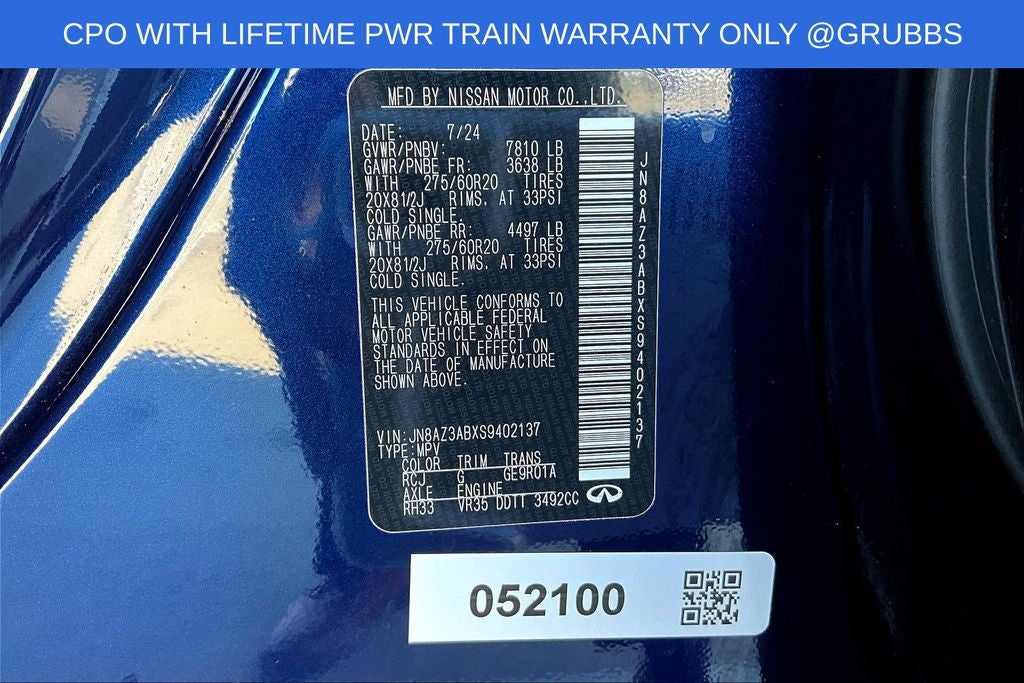 CPO WITH LIFETIME PWR TRAIN WARRANTY ONLY @GRUBBS
MFD BY NISSAN MOTOR CO.,LTD.
DATE: 7/24
GVWR/PNBV: 7810 LB
GAWR/PNBE FR: 3638 LB
WITH 275/60R20 TIRES
20X81/2J RIMS. AT 33PSI
COLD SINGLE.
GAWR/PNBE RR: 4497 LB
WITH 275/60R20 TIRES
20X81/2J RIMS. AT 33PSI
COLD SINGLE.
THIS VEHICLE CONFORMS TO
ALL APPLICABLE FEDERAL
MOTOR VEHICLE SAFETY
STANDARDS IN EFFECT ON
THE DATE OF MANUFACTURE
SHOWN ABOVE.
VIN:JN8AZ3ABXS9402137
TYPE:MPV
COLOR TRIM TRANS
RCJ G GE9R01A
AXLE ENGINE
RH33 VR35 DDTT 3492CC
JN8AZ3ABXS9402137
052100